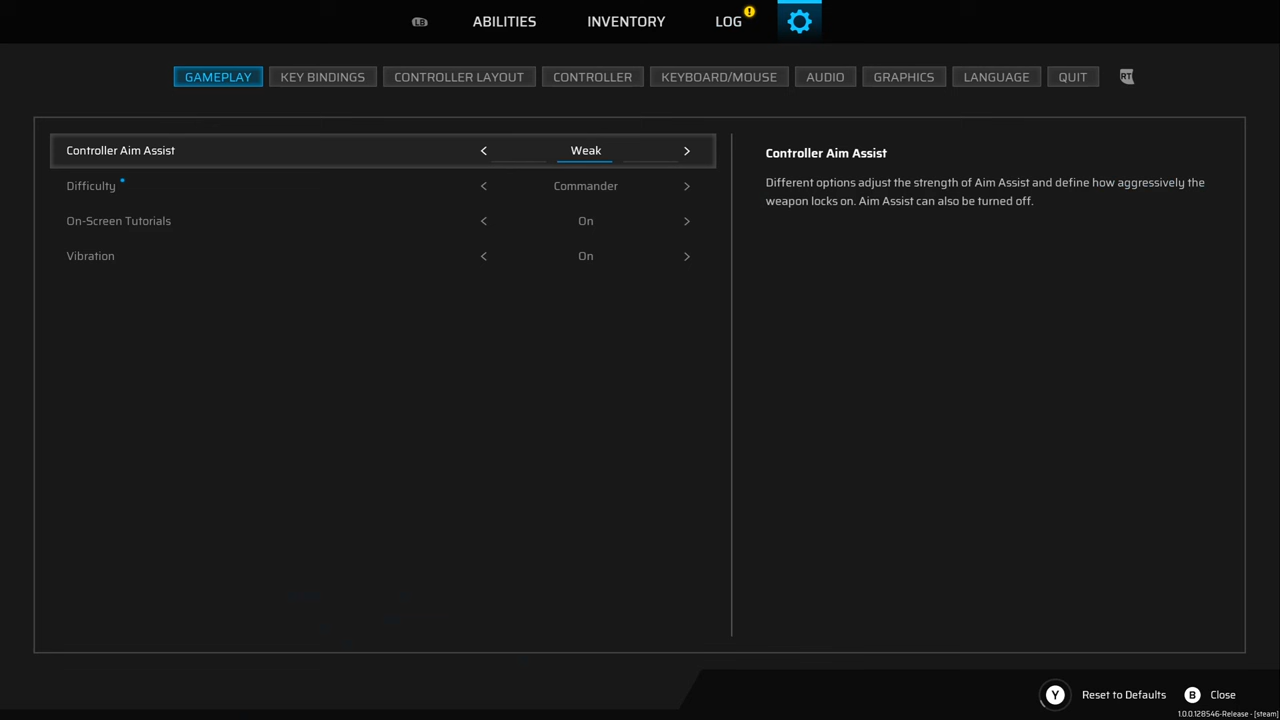 LB ABILITIES INVENTORY LOG !
GAMEPLAY KEY BINDINGS CONTROLLER LAYOUT CONTROLLER KEYBOARD/MOUSE AUDIO GRAPHICS LANGUAGE QUIT RT
Controller Aim Assist < Weak >
Difficulty * < Commander >
On-Screen Tutorials < On >
Vibration < On >
Controller Aim Assist
Different options adjust the strength of Aim Assist and define how aggressively the
weapon locks on. Aim Assist can also be turned off.
Y Reset to Defaults B Close
1.0.0.128546-Release - [steam]